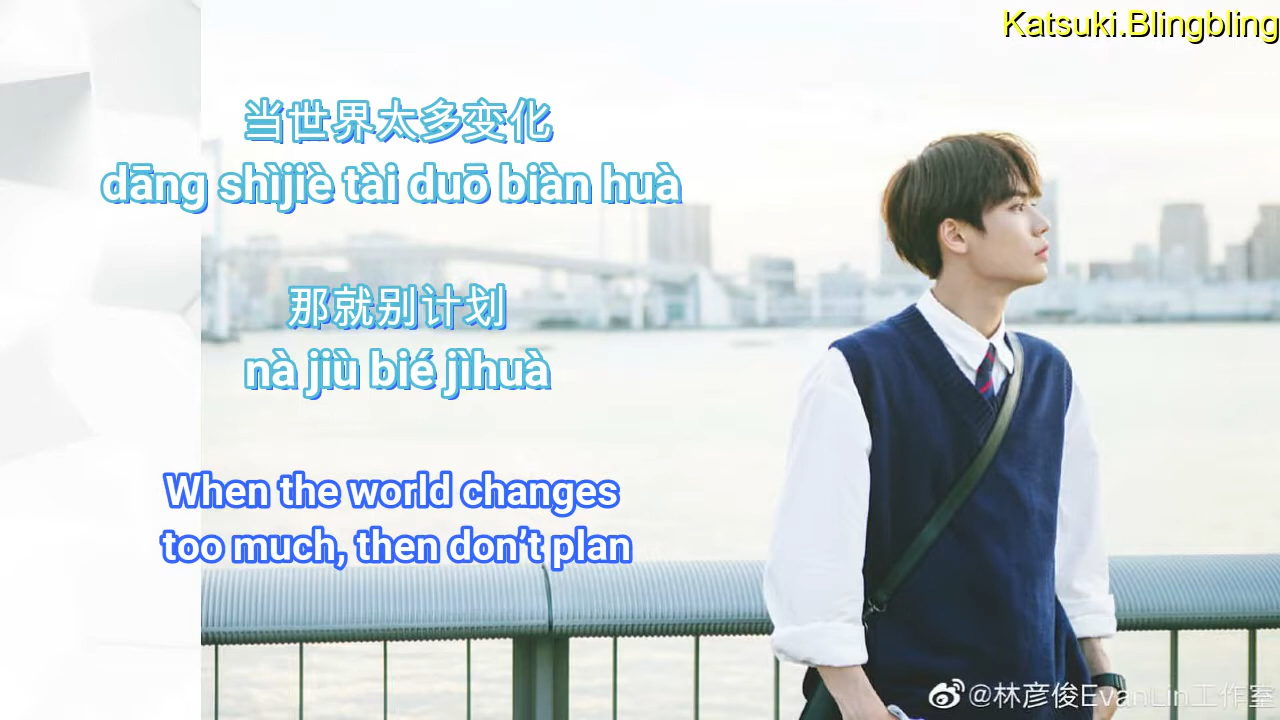 Katsuki.Blingbling
当世界太多变化
dāng shìjiè tài duō biàn huà
那就别计划
nà jiù bié jìhuà
When the world changes
too much, then don’t plan
@林彦俊EvanLin工作室